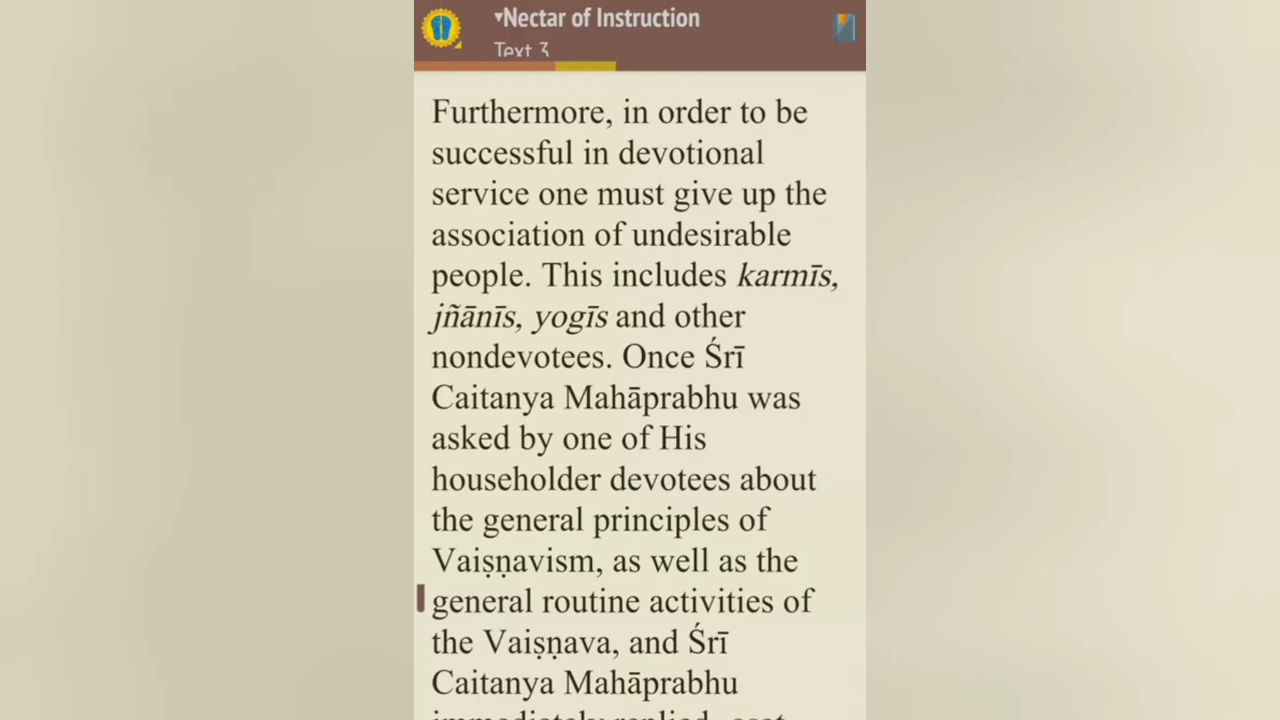 ▾Nectar of Instruction
Text 3
Furthermore, in order to be
successful in devotional
service one must give up the
association of undesirable
people. This includes karmīs,
jñānīs, yogīs and other
nondevotees. Once Śrī
Caitanya Mahāprabhu was
asked by one of His
householder devotees about
the general principles of
Vaiṣṇavism, as well as the
general routine activities of
the Vaiṣṇava, and Śrī
Caitanya Mahāprabhu
immediately replied, asat